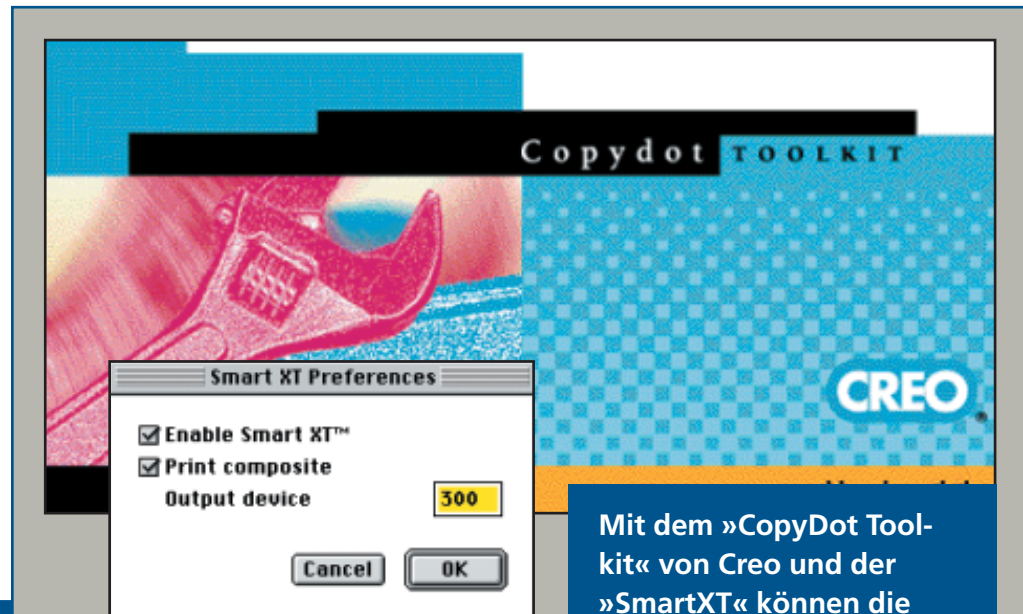 Copydot TOOLKIT
CREO®
Smart XT Preferences
Enable Smart XT™
Print composite
Output device 300
Cancel OK
Mit dem »CopyDot Tool-
kit« von Creo und der
»SmartXT« können die